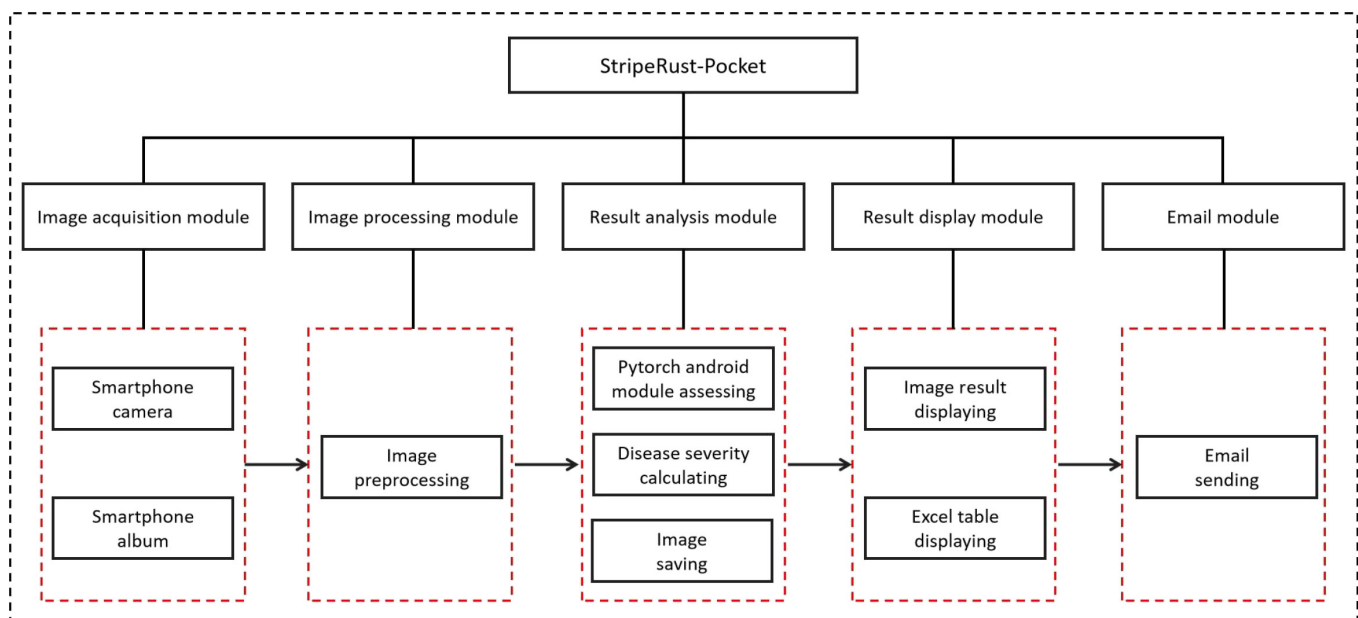 StripeRust-Pocket
Image acquisition module
Image processing module
Result analysis module
Result display module
Email module
Smartphone
camera
Smartphone
album
Image
preprocessing
Pytorch android
module assessing
Disease severity
calculating
Image
saving
Image result
displaying
Excel table
displaying
Email
sending